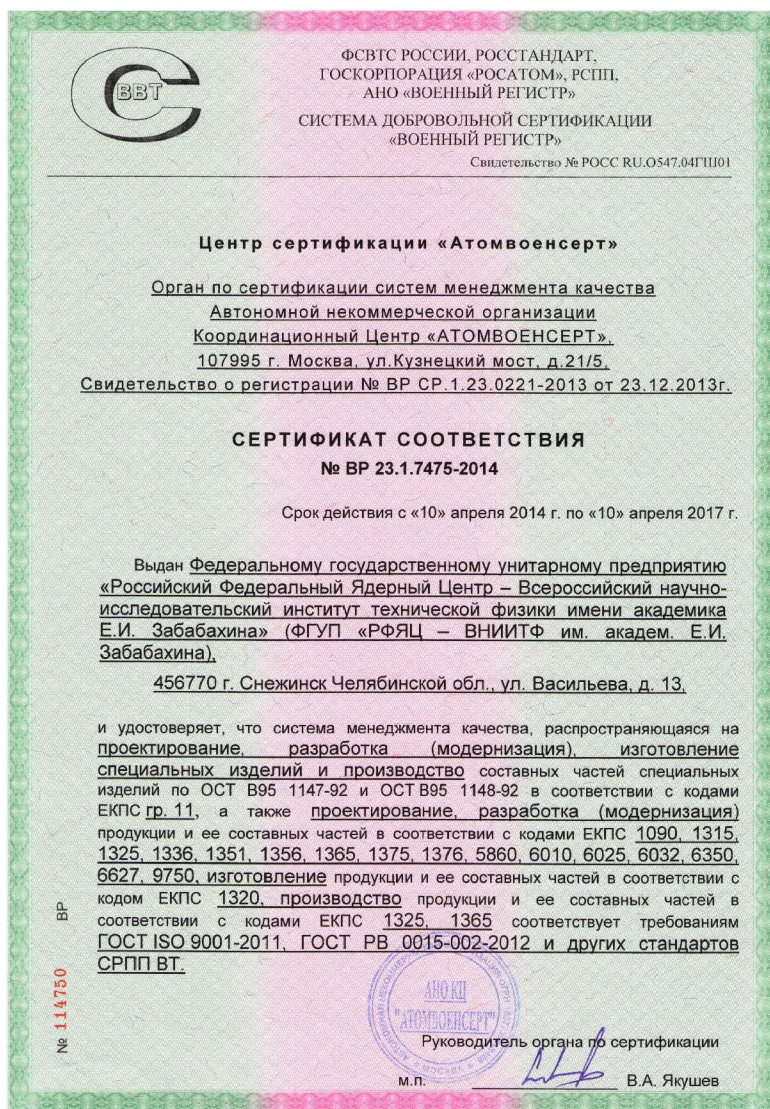 СВВТ
ФСВТС РОССИИ, РОССТАНДАРТ,
ГОСКОРПОРАЦИЯ «РОСАТОМ», РСПП,
АНО «ВОЕННЫЙ РЕГИСТР»
СИСТЕМА ДОБРОВОЛЬНОЙ СЕРТИФИКАЦИИ
«ВОЕННЫЙ РЕГИСТР»
Свидетельство № РОСС RU.О547.04ГШ01
Центр сертификации «Атомвоенсерт»
Орган по сертификации систем менеджмента качества
Автономной некоммерческой организации
Координационный Центр «АТОМВОЕНСЕРТ»,
107995 г. Москва, ул.Кузнецкий мост, д.21/5,
Свидетельство о регистрации № ВР СР.1.23.0221-2013 от 23.12.2013г.
СЕРТИФИКАТ СООТВЕТСТВИЯ
№ ВР 23.1.7475-2014
Срок действия с «10» апреля 2014 г. по «10» апреля 2017 г.
Выдан Федеральному государственному унитарному предприятию
«Российский Федеральный Ядерный Центр – Всероссийский научно-
исследовательский институт технической физики имени академика
Е.И. Забабахина» (ФГУП «РФЯЦ – ВНИИТФ им. академ. Е.И.
Забабахина),
456770 г. Снежинск Челябинской обл., ул. Васильева, д. 13,
и удостоверяет, что система менеджмента качества, распространяющаяся на
проектирование, разработка (модернизация), изготовление
специальных изделий и производство составных частей специальных
изделий по ОСТ В95 1147-92 и ОСТ В95 1148-92 в соответствии с кодами
ЕКПС гр. 11, а также проектирование, разработка (модернизация)
продукции и ее составных частей в соответствии с кодами ЕКПС 1090, 1315,
1325, 1336, 1351, 1356, 1365, 1375, 1376, 5860, 6010, 6025, 6032, 6350,
6627, 9750, изготовление продукции и ее составных частей в соответствии с
кодом ЕКПС 1320, производство продукции и ее составных частей в
соответствии с кодами ЕКПС 1325, 1365 соответствует требованиям
ГОСТ ISO 9001-2011, ГОСТ РВ 0015-002-2012 и других стандартов
СРПП ВТ.
№ 114750 ВР
АНО КЦ
"АТОМВОЕНСЕРТ"
МОСКВА
Руководитель органа по сертификации
м.п. В.А. Якушев